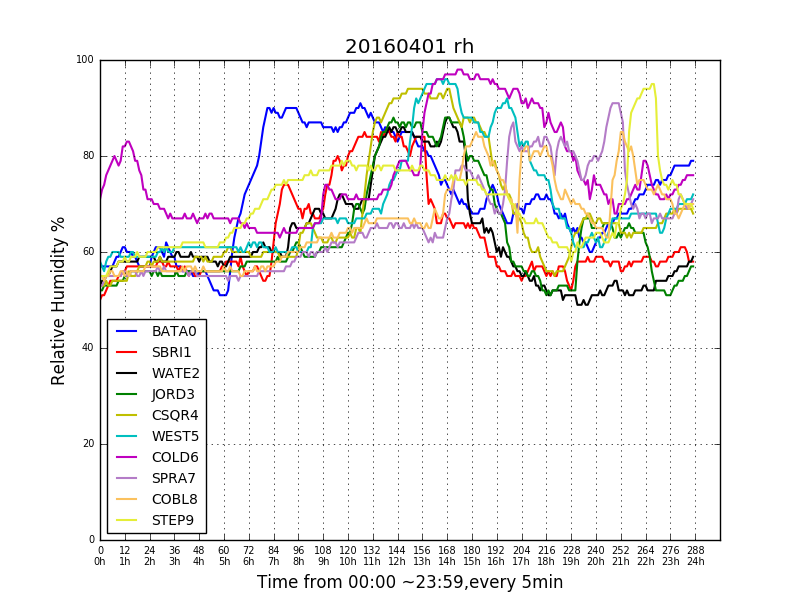 20160401 rh
Relative Humidity %
100
80
60
40
20
0
BATA0
SBRI1
WATE2
JORD3
CSQR4
WEST5
COLD6
SPRA7
COBL8
STEP9
0 12 24 36 48 60 72 84 96 108 120 132 144 156 168 180 192 204 216 228 240 252 264 276 288
0h 1h 2h 3h 4h 5h 6h 7h 8h 9h 10h 11h 12h 13h 14h 15h 16h 17h 18h 19h 20h 21h 22h 23h 24h
Time from 00:00 ~23:59,every 5min